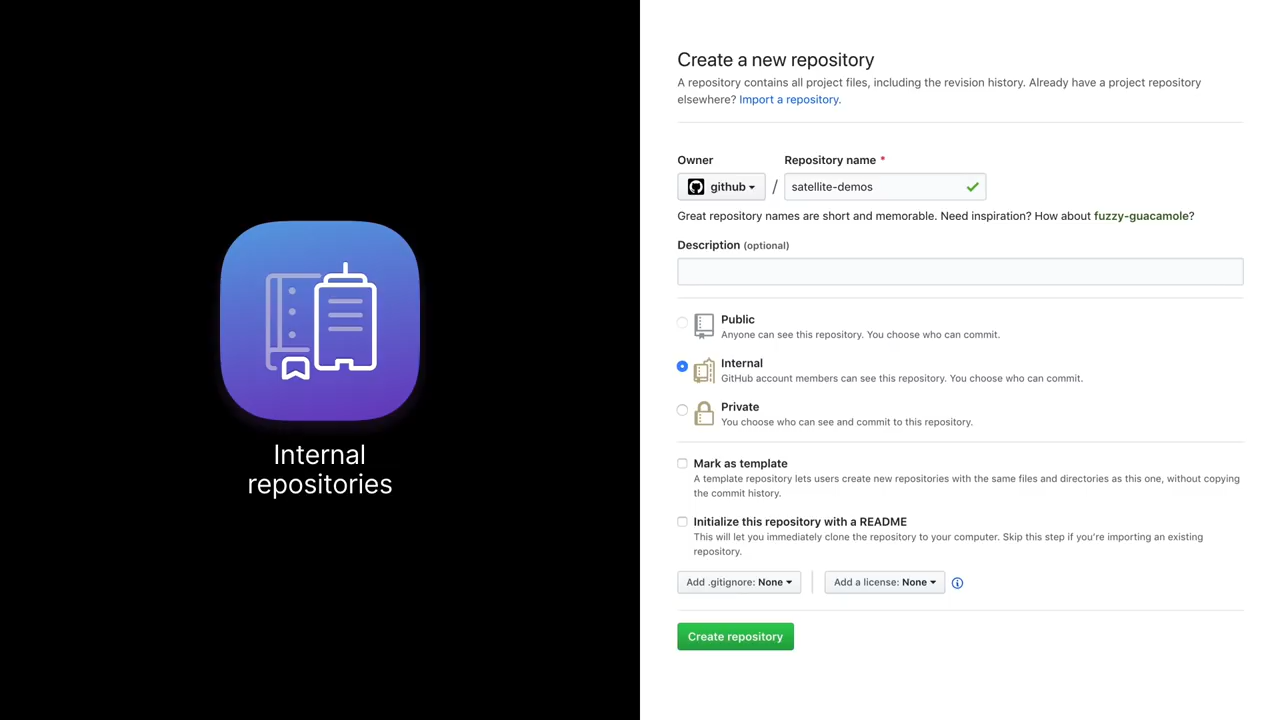 Internal
repositories
Create a new repository
A repository contains all project files, including the revision history. Already have a project repository
elsewhere? Import a repository.
Owner
Repository name *
github
/
satellite-demos
Great repository names are short and memorable. Need inspiration? How about fuzzy-guacamole?
Description (optional)
Public
Anyone can see this repository. You choose who can commit.
Internal
GitHub account members can see this repository. You choose who can commit.
Private
You choose who can see and commit to this repository.
Mark as template
A template repository lets users create new repositories with the same files and directories as this one, without copying
the commit history.
Initialize this repository with a README
This will let you immediately clone the repository to your computer. Skip this step if you’re importing an existing
repository.
Add .gitignore: None
Add a license: None
Create repository